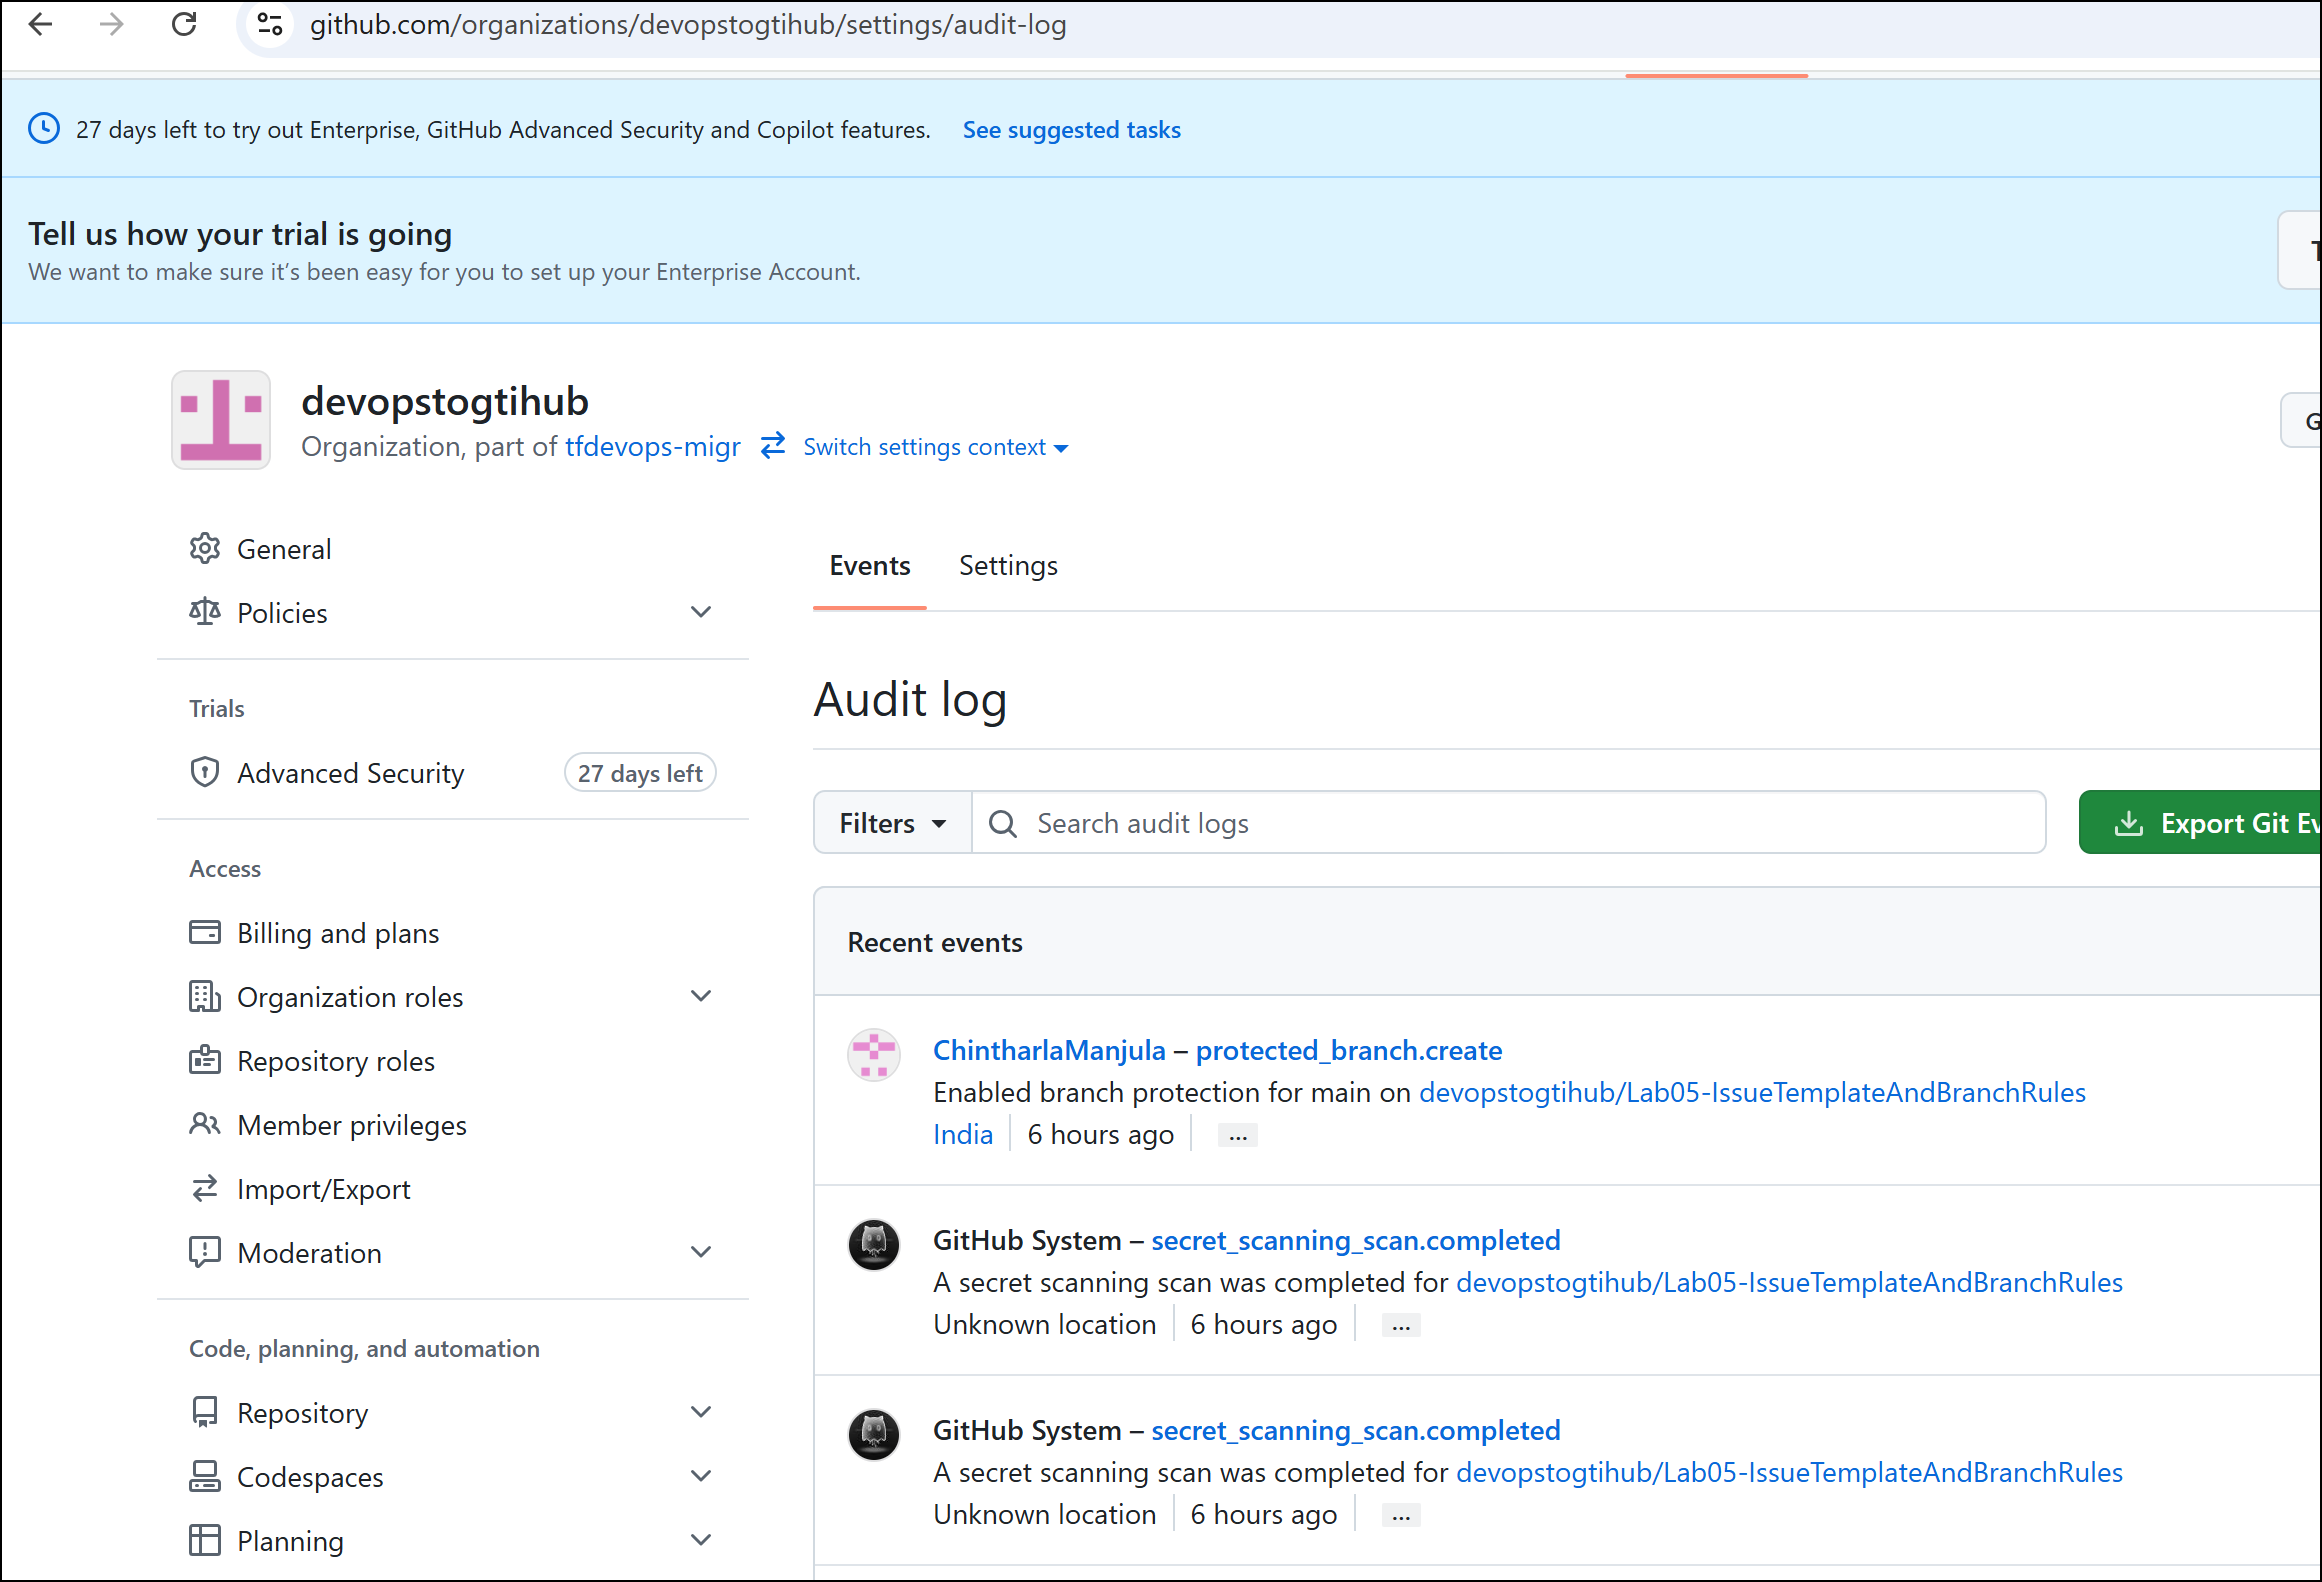 github.com/organizations/devopstogtihub/settings/audit-log
27 days left to try out Enterprise, GitHub Advanced Security and Copilot features. See suggested tasks
Tell us how your trial is going
We want to make sure it's been easy for you to set up your Enterprise Account.
devopstogtihub
Organization, part of tfdevops-migr Switch settings context
General
Policies
Trials
Advanced Security 27 days left
Access
Billing and plans
Organization roles
Repository roles
Member privileges
Import/Export
Moderation
Code, planning, and automation
Repository
Codespaces
Planning
Events Settings
Audit log
Filters Search audit logs Export Git
Recent events
ChintharlaManjula – protected_branch.create
Enabled branch protection for main on devopstogtihub/Lab05-IssueTemplateAndBranchRules
India 6 hours ago ...
GitHub System – secret_scanning_scan.completed
A secret scanning scan was completed for devopstogtihub/Lab05-IssueTemplateAndBranchRules
Unknown location 6 hours ago ...
GitHub System – secret_scanning_scan.completed
A secret scanning scan was completed for devopstogtihub/Lab05-IssueTemplateAndBranchRules
Unknown location 6 hours ago ...